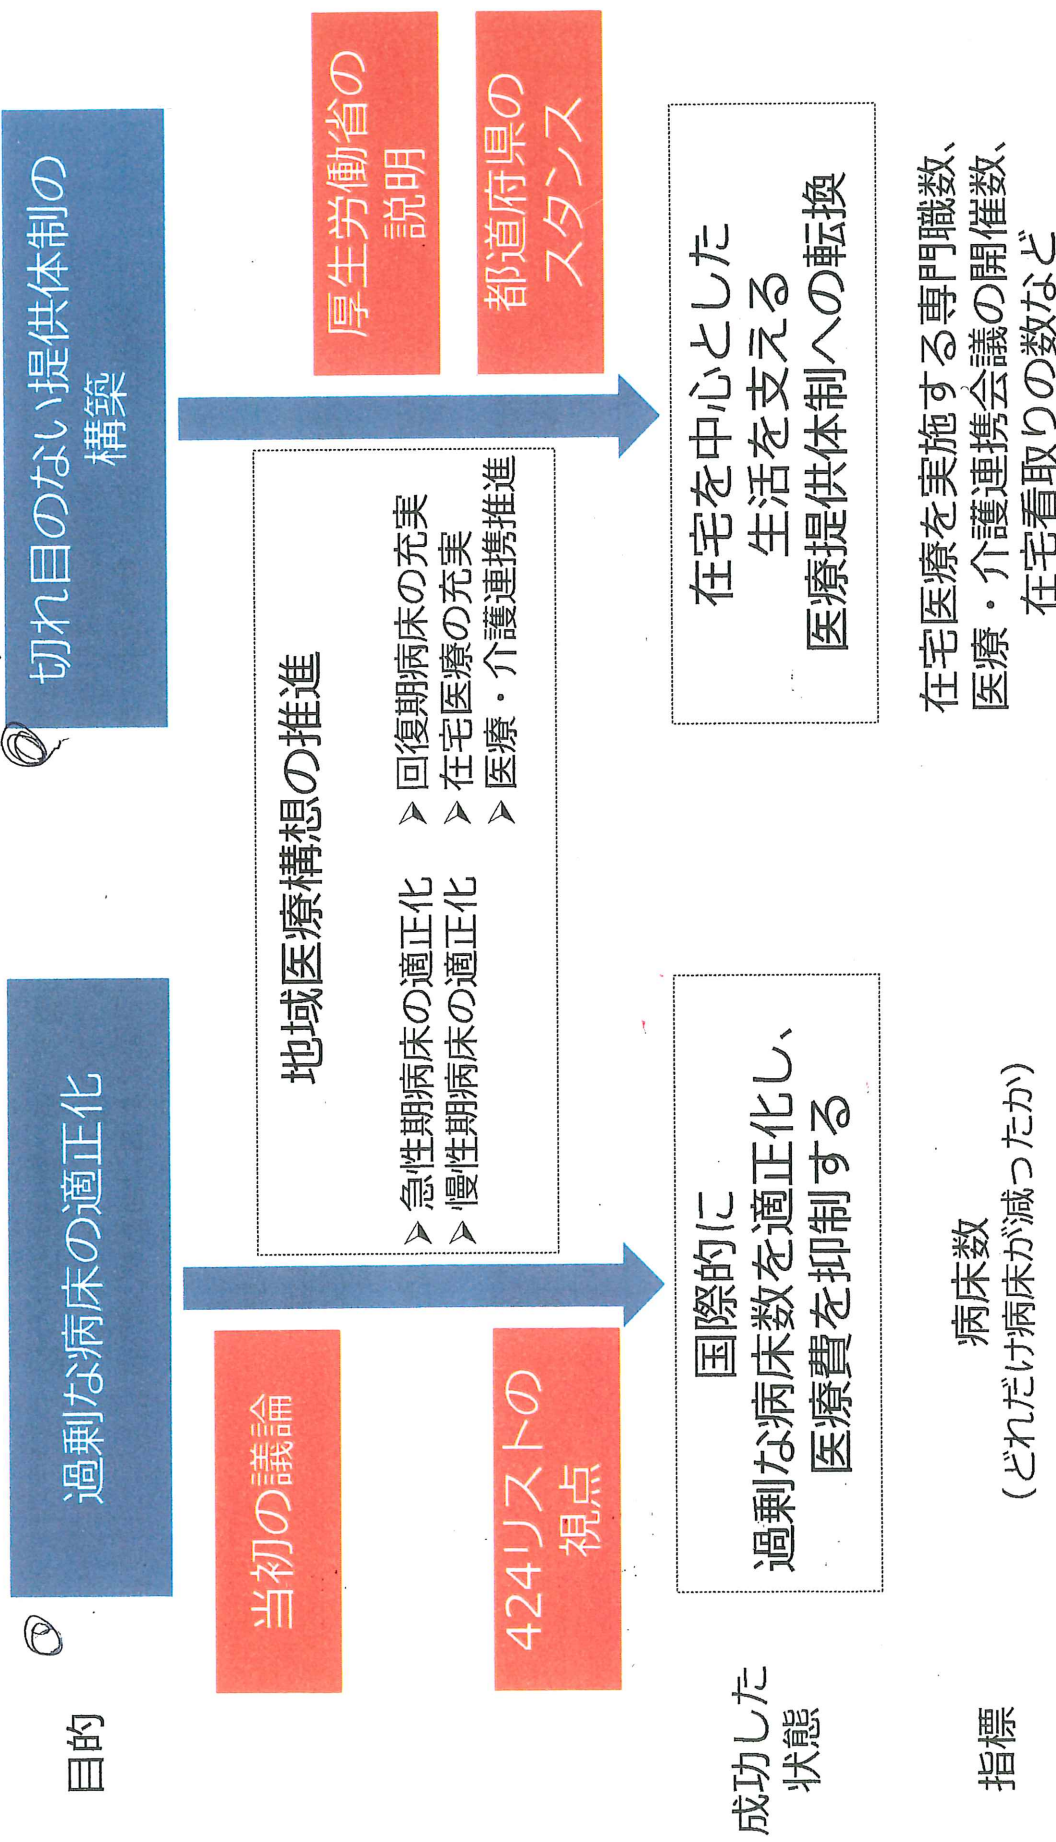 目的
過剰な病床の適正化
切れ目のない提供体制の
構築
当初の議論
424リストの
視点
地域医療構想の推進
➢ 急性期病床の適正化
➢ 慢性期病床の適正化
➢ 回復期病床の充実
➢ 在宅医療の充実
➢ 医療・介護連携推進
厚生労働省の
説明
都道府県の
スタンス
成功した
状態
国際的に
過剰な病床数を適正化し、
医療費を抑制する
在宅を中心とした
生活を支える
医療提供体制への転換
指標
病床数
(どれだけ病床が減ったか)
在宅医療を実施する専門職数、
医療・介護連携会議の開催数、
在宅看取りの数など